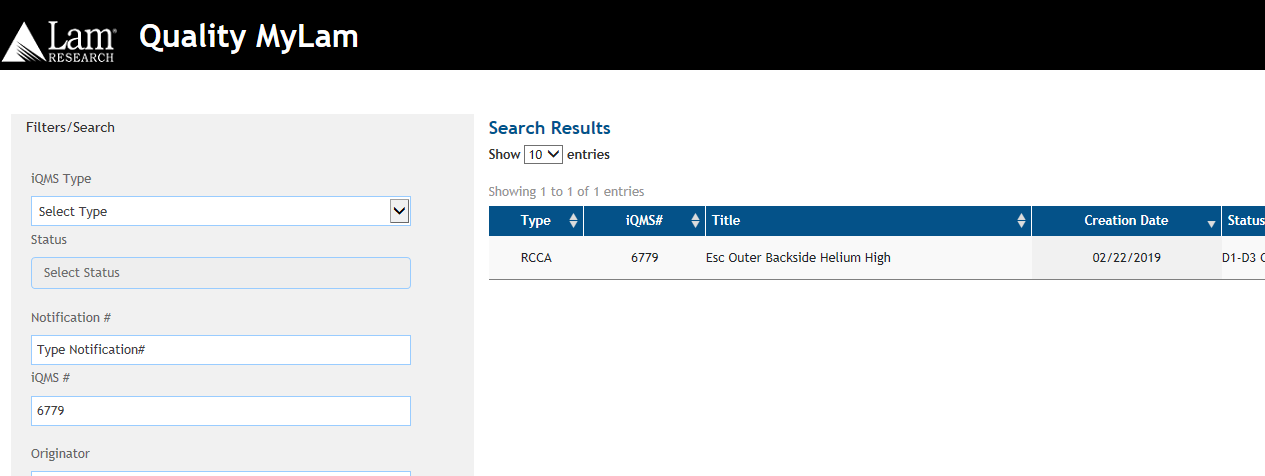 Lam RESEARCH® Quality MyLam
Filters/Search
iQMS Type
Select Type
Status
Select Status
Notification #
Type Notification#
iQMS #
6779
Originator
Search Results
Show 10 entries
Showing 1 to 1 of 1 entries
Type iQMS# Title Creation Date Status
RCCA 6779 Esc Outer Backside Helium High 02/22/2019 D1-D3